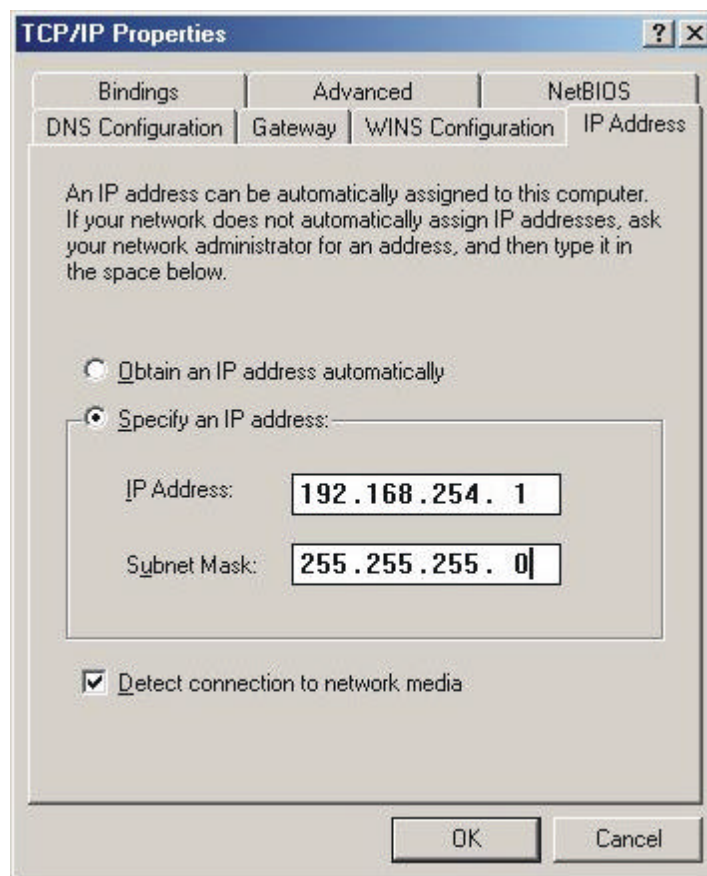 TCP/IP Properties
? ×
Bindings Advanced NetBIOS
DNS Configuration Gateway WINS Configuration IP Address
An IP address can be automatically assigned to this computer.
If your network does not automatically assign IP addresses, ask
your network administrator for an address, and then type it in
the space below.
Obtain an IP address automatically
Specify an IP address:
IP Address: 192.168.254. 1
Subnet Mask: 255.255.255. 0
Detect connection to network media
OK Cancel